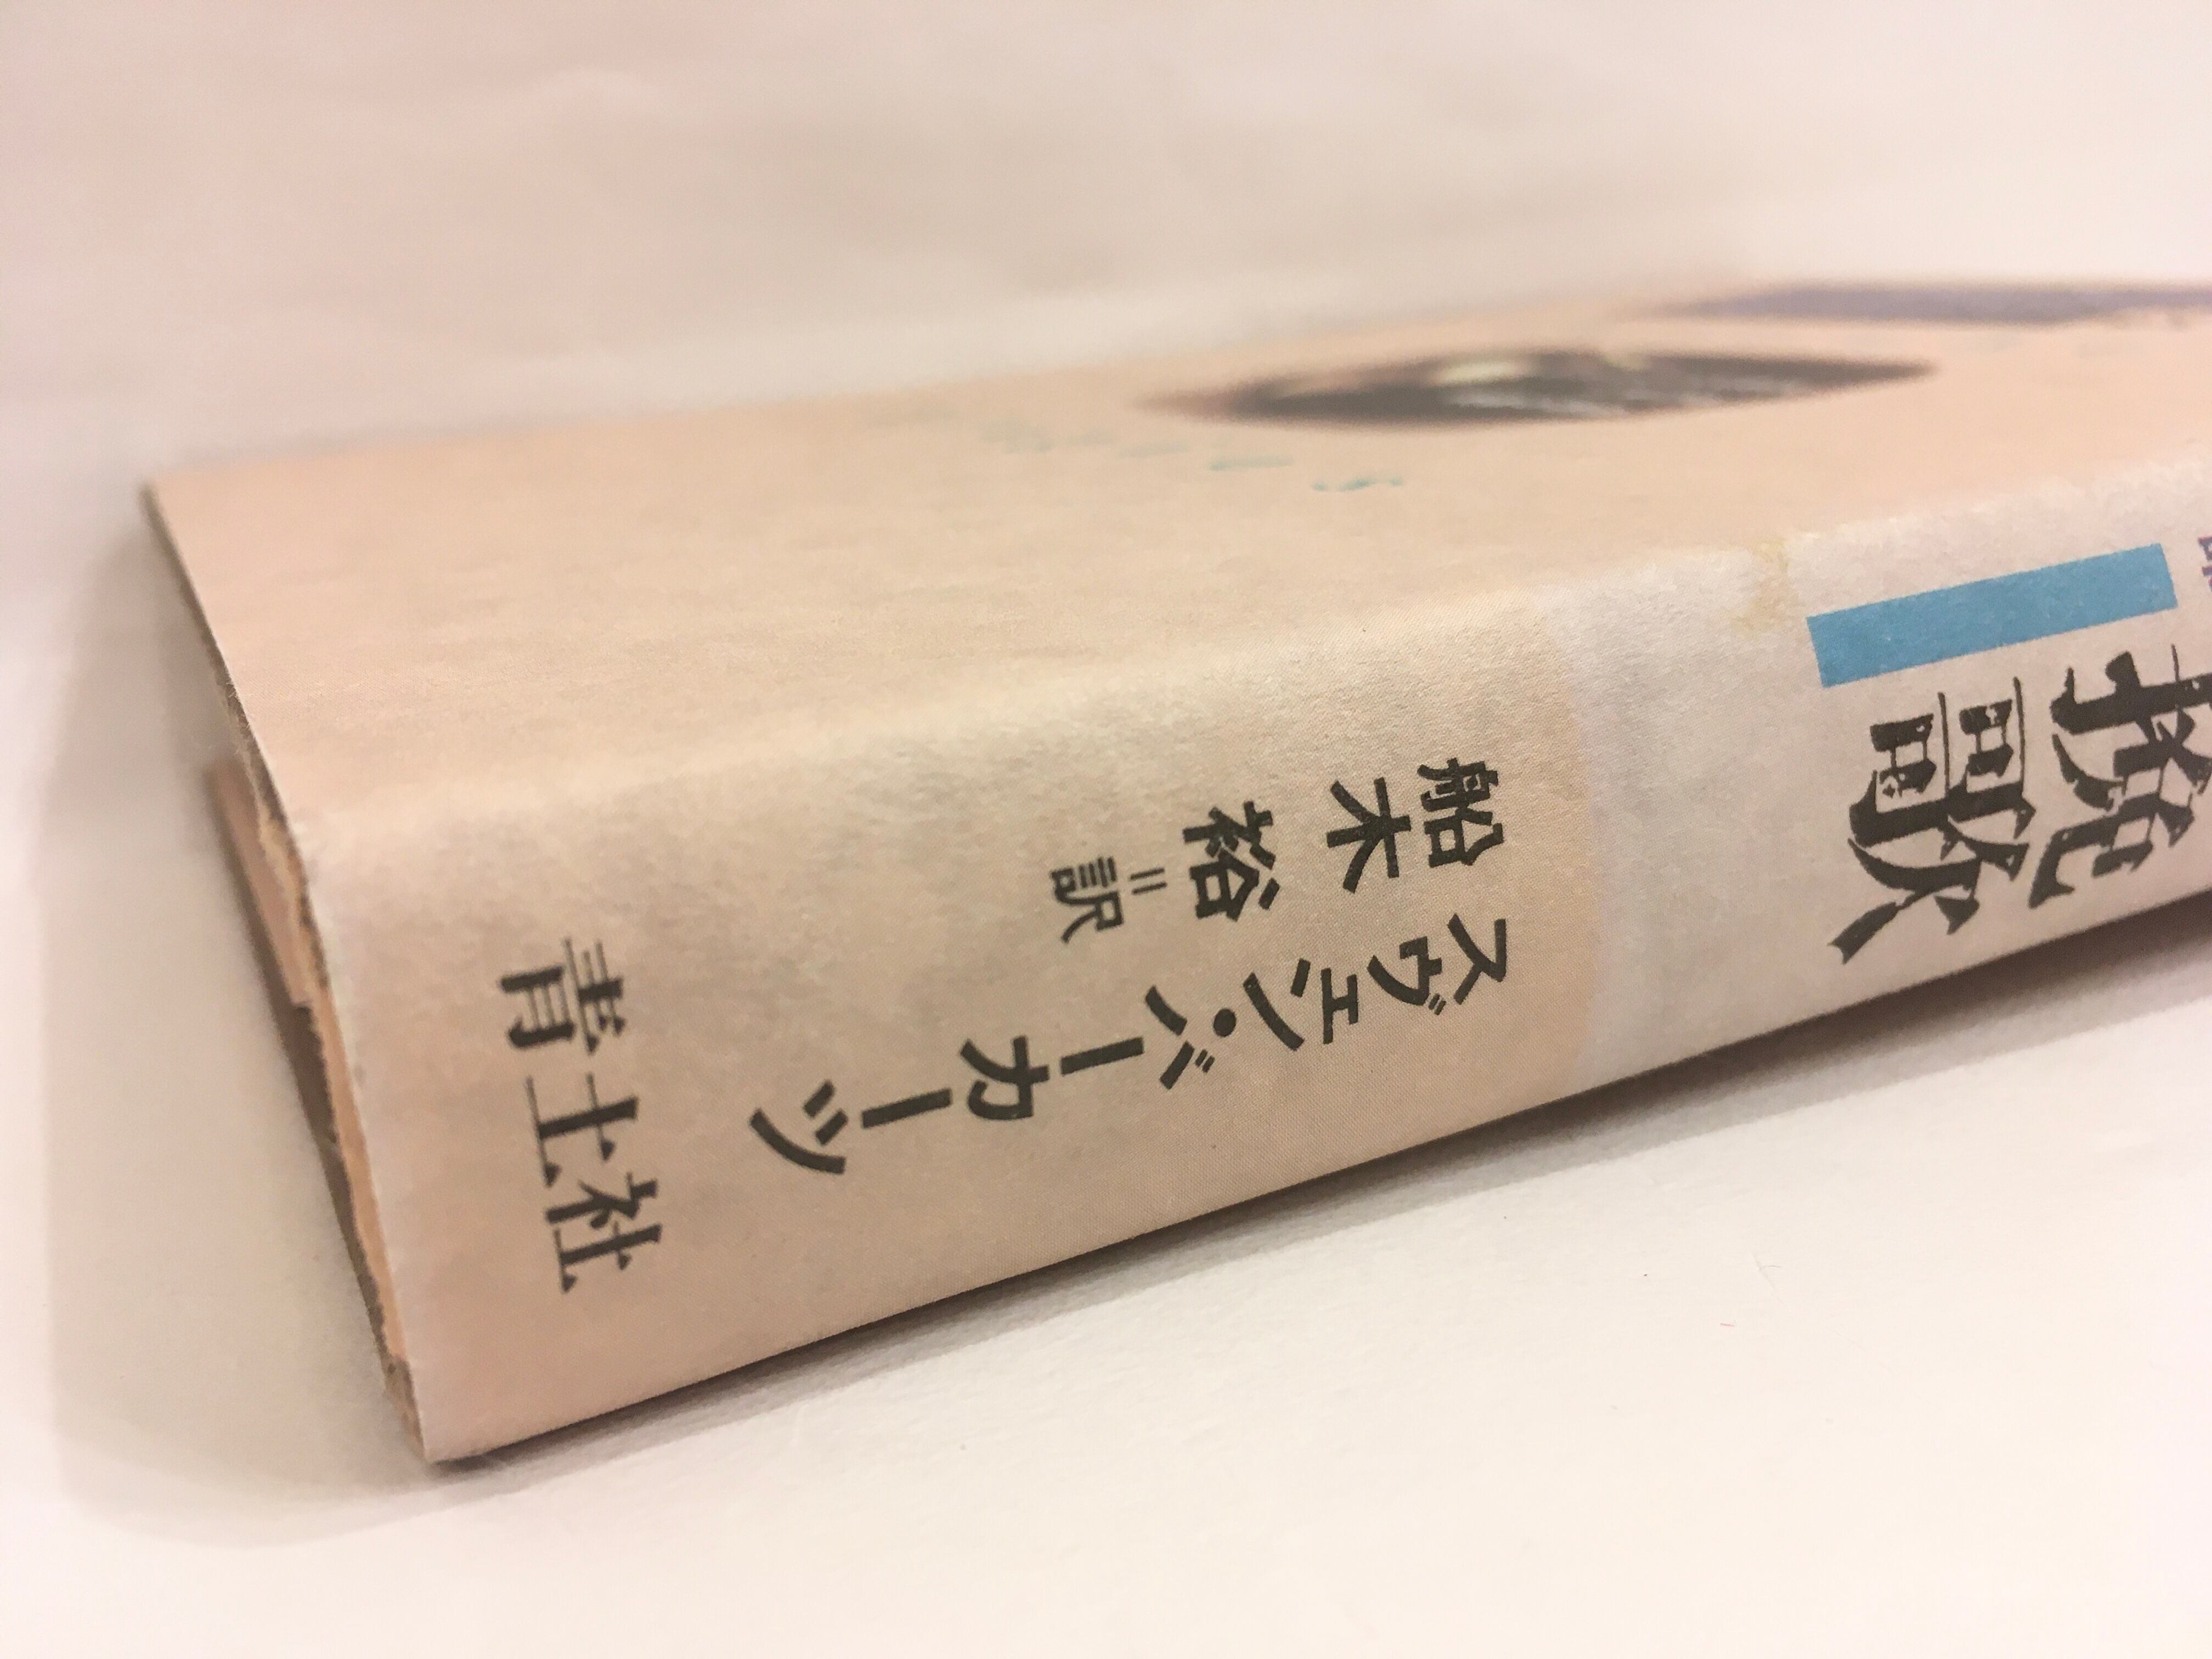 挽歌
スヴェン・バーカーツ
船木裕=訳
青土社